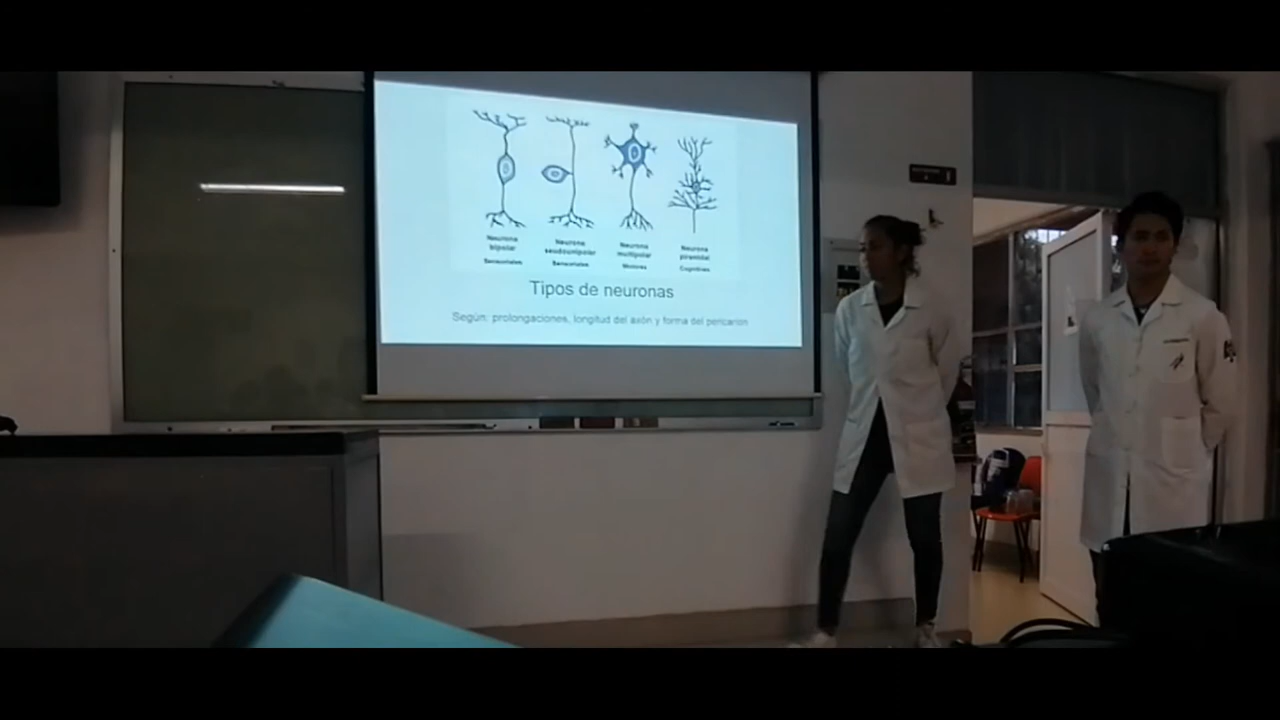 Neurona bipolar
Sensoriales
Neurona seudounipolar
Sensoriales
Neurona multipolar
Motores
Neurona piramidal
Cognitivas
Tipos de neuronas
Según: prolongaciones, longitud del axón y forma del pericarion